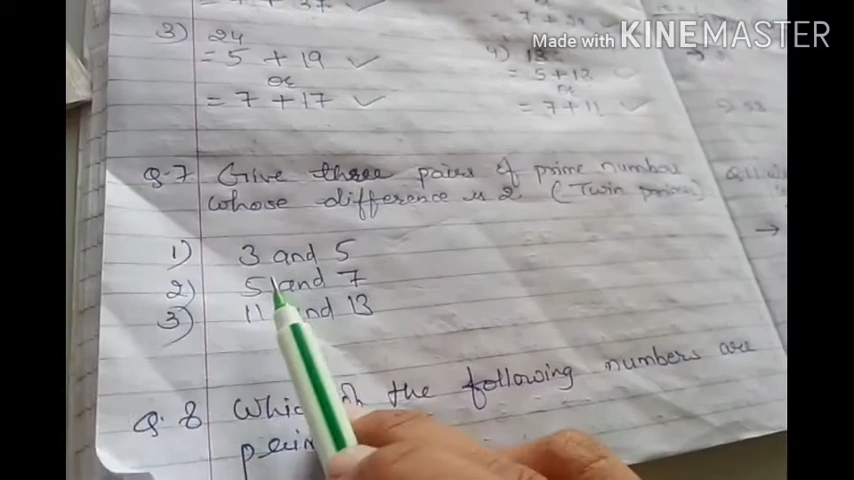 Made with KINEMASTER
3) 24
= 5 + 19
or
= 7 + 17
4)
= 5+13
or
= 7+11
Q-7 Give three pairs of prime numbers
whose difference is 2 (Twin primes)
1) 3 and 5
2) 5 and 7
3) 11 and 13
Q. 8 Which of the following numbers are